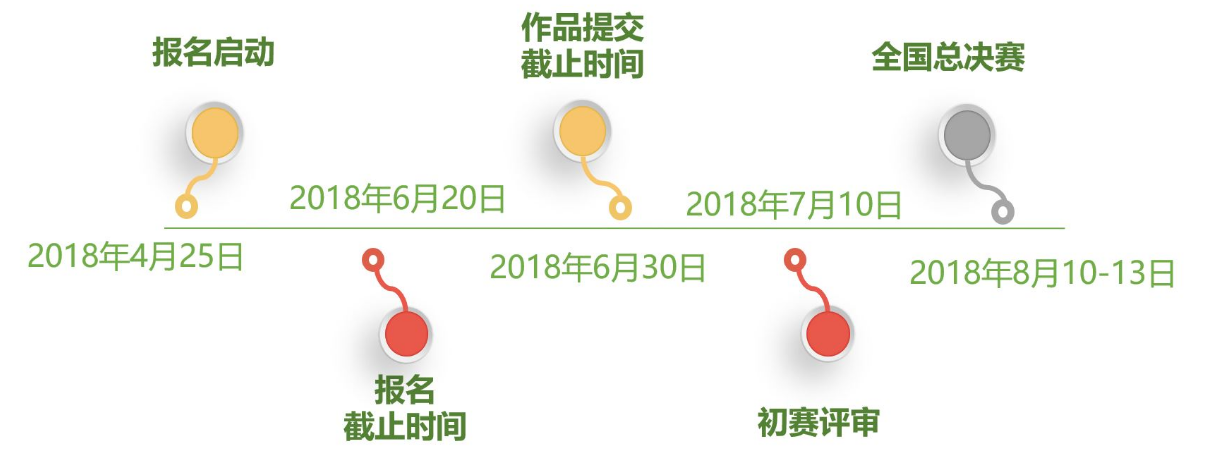 报名启动
2018年4月25日
2018年6月20日
报名
截止时间
作品提交
截止时间
2018年6月30日
2018年7月10日
初赛评审
全国总决赛
2018年8月10-13日